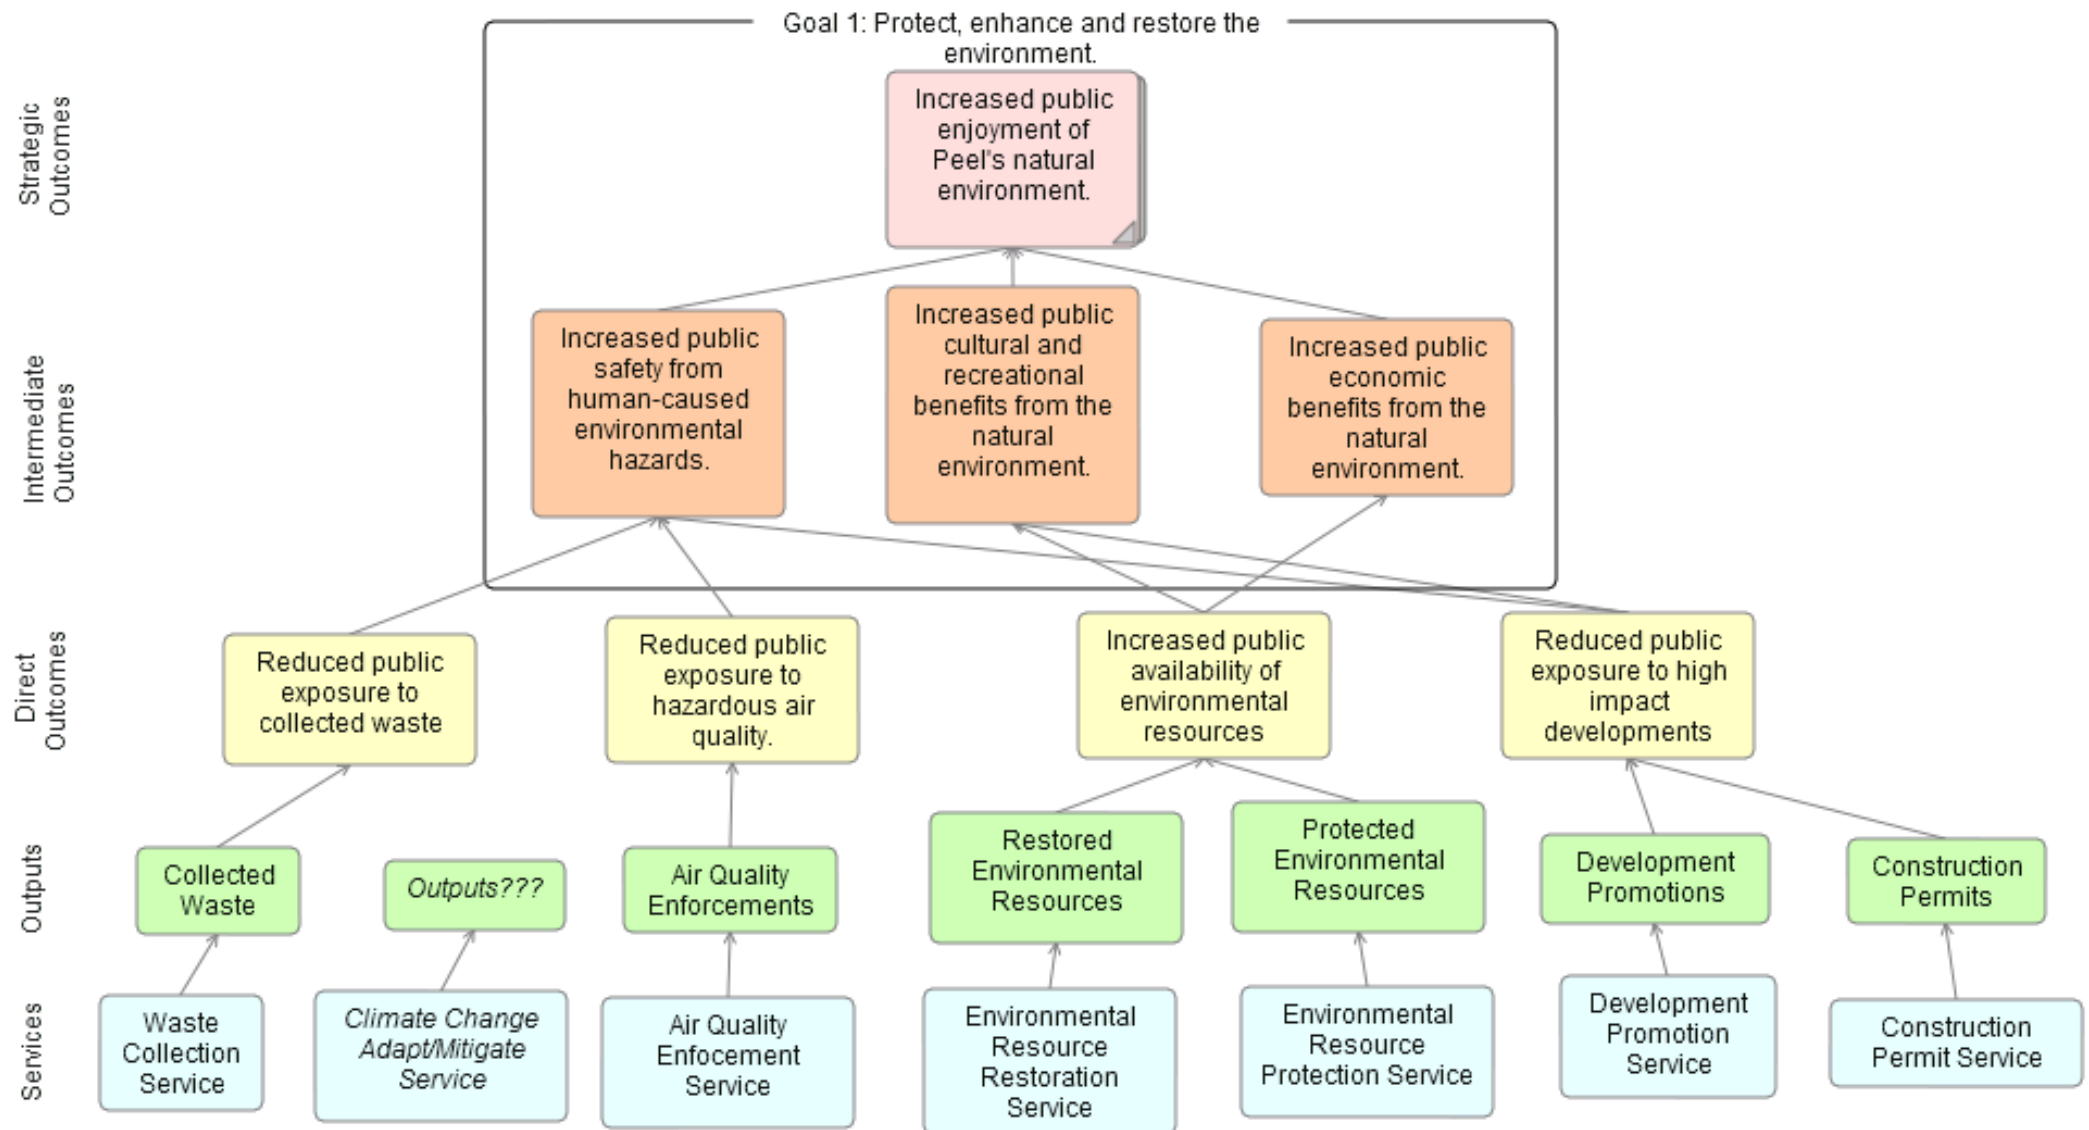 Goal 1: Protect, enhance and restore the
environment.
Strategic
Outcomes
Increased public
enjoyment of
Peel's natural
environment.
Intermediate
Outcomes
Increased public
safety from
human-caused
environmental
hazards.
Increased public
cultural and
recreational
benefits from the
natural
environment.
Increased public
economic
benefits from the
natural
environment.
Direct
Outcomes
Reduced public
exposure to
collected waste
Reduced public
exposure to
hazardous air
quality.
Increased public
availability of
environmental
resources
Reduced public
exposure to high
impact
developments
Outputs
Collected
Waste
Outputs???
Air Quality
Enforcements
Restored
Environmental
Resources
Protected
Environmental
Resources
Development
Promotions
Construction
Permits
Services
Waste
Collection
Service
Climate Change
Adapt/Mitigate
Service
Air Quality
Enfocement
Service
Environmental
Resource
Restoration
Service
Environmental
Resource
Protection Service
Development
Promotion
Service
Construction
Permit Service